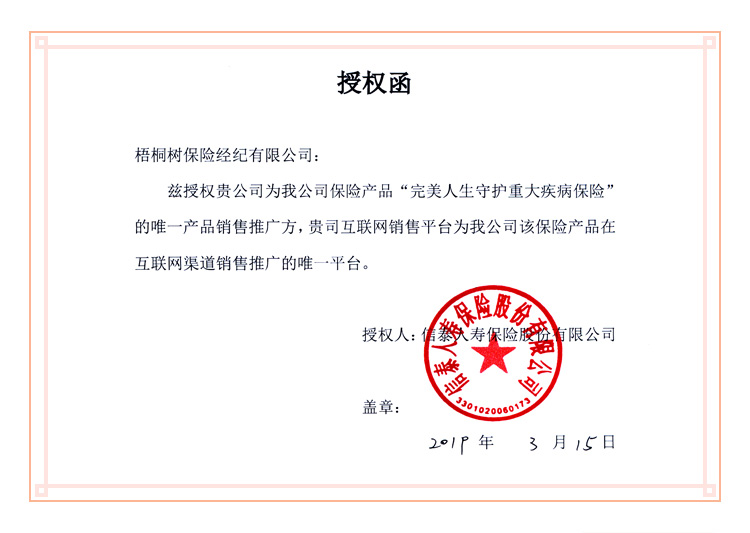 授权函
梧桐树保险经纪有限公司：
兹授权贵公司为我公司保险产品“完美人生守护重大疾病保险”
的唯一产品销售推广方，贵司互联网销售平台为我公司该保险产品在
互联网渠道销售推广的唯一平台。
授权人：信泰人寿保险股份有限公司
信泰人寿保险股份有限公司
3301020060173
盖章：
2019 年 3 月 15 日